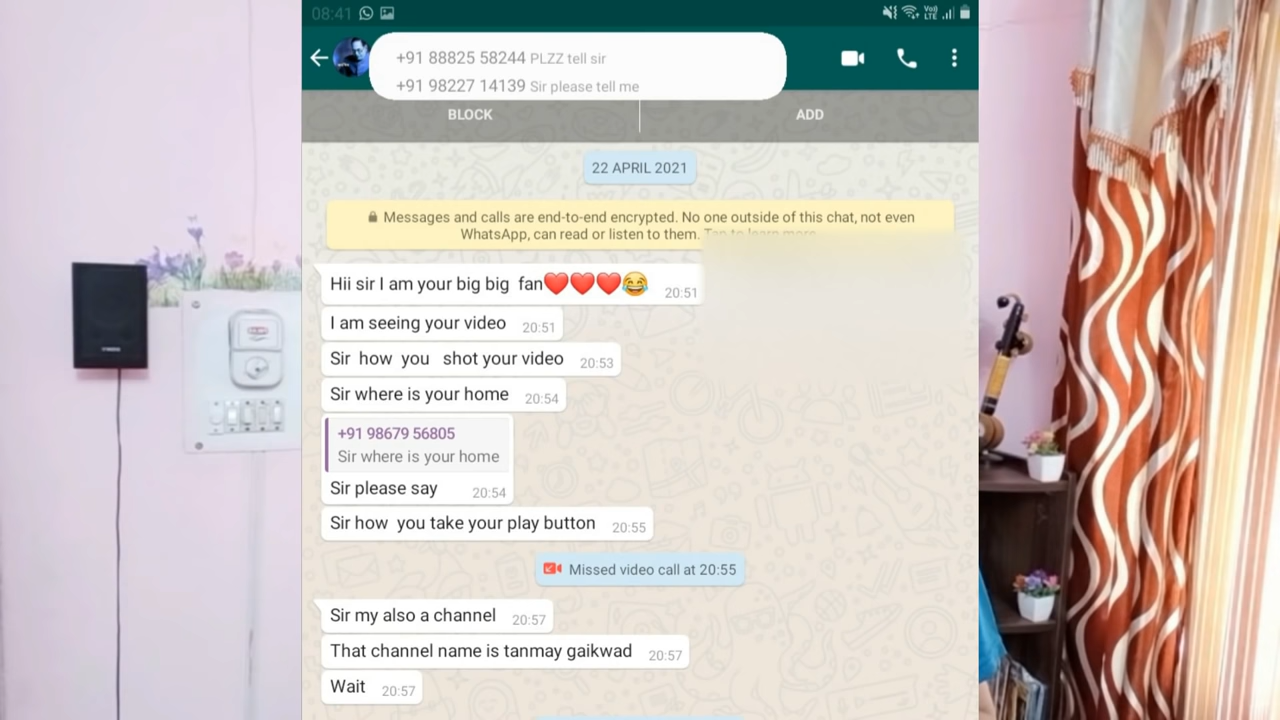 08:41
VoD
LTE
+91 88825 58244 PLZZ tell sir
+91 98227 14139 Sir please tell me
BLOCK
ADD
22 APRIL 2021
Messages and calls are end-to-end encrypted. No one outside of this chat, not even
WhatsApp, can read or listen to them. Tap to learn more.
Hii sir I am your big big fan❤️❤️❤️😂 20:51
I am seeing your video 20:51
Sir how you shot your video 20:53
Sir where is your home 20:54
+91 98679 56805
Sir where is your home
Sir please say 20:54
Sir how you take your play button 20:55
Missed video call at 20:55
Sir my also a channel 20:57
That channel name is tanmay gaikwad 20:57
Wait 20:57